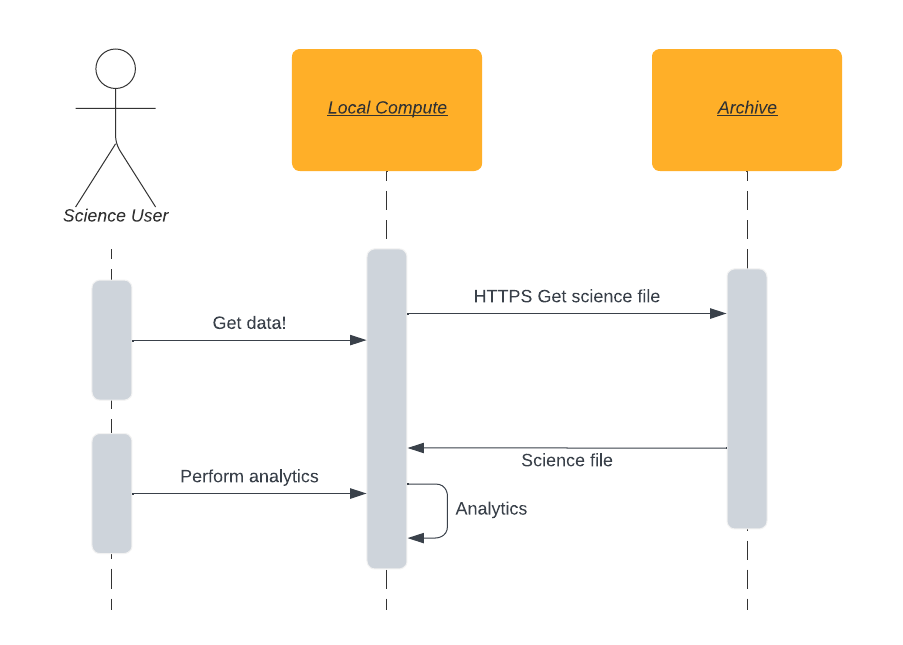 Local Compute
Archive
Science User
HTTPS Get science file
Get data!
Science file
Perform analytics
Analytics